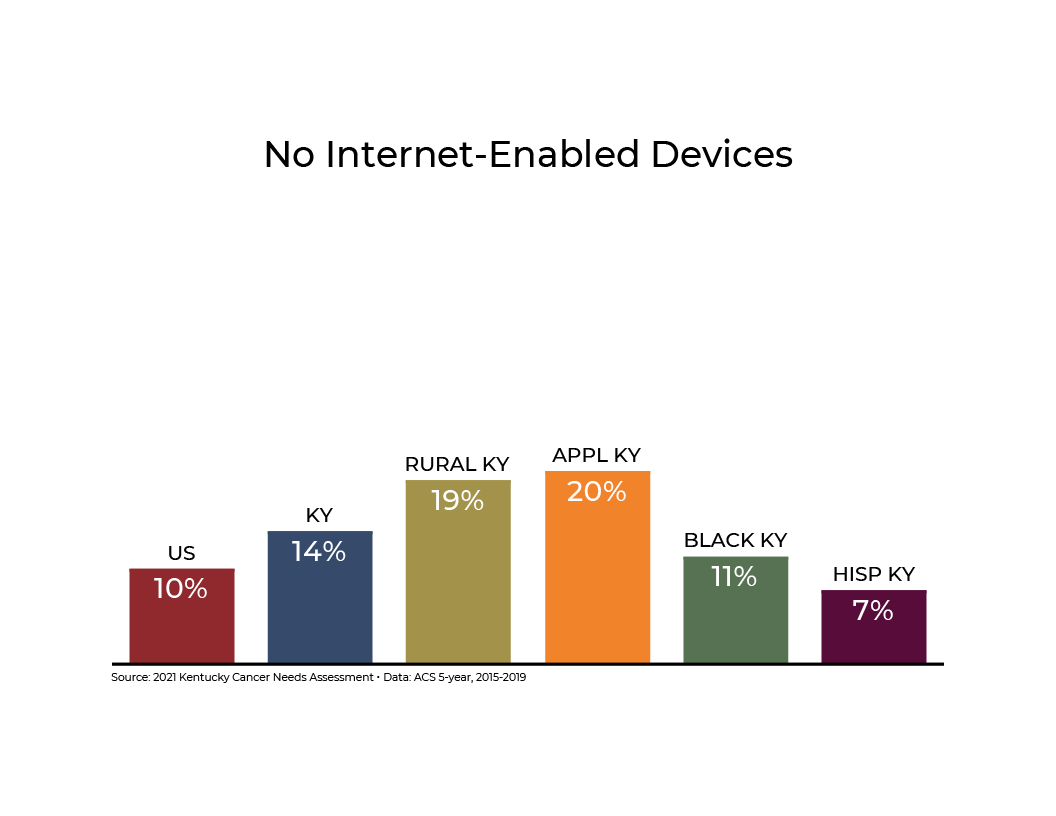 No Internet-Enabled Devices
US
10%
KY
14%
RURAL KY
19%
APPL KY
20%
BLACK KY
11%
HISP KY
7%
Source: 2021 Kentucky Cancer Needs Assessment • Data: ACS 5-year, 2015-2019